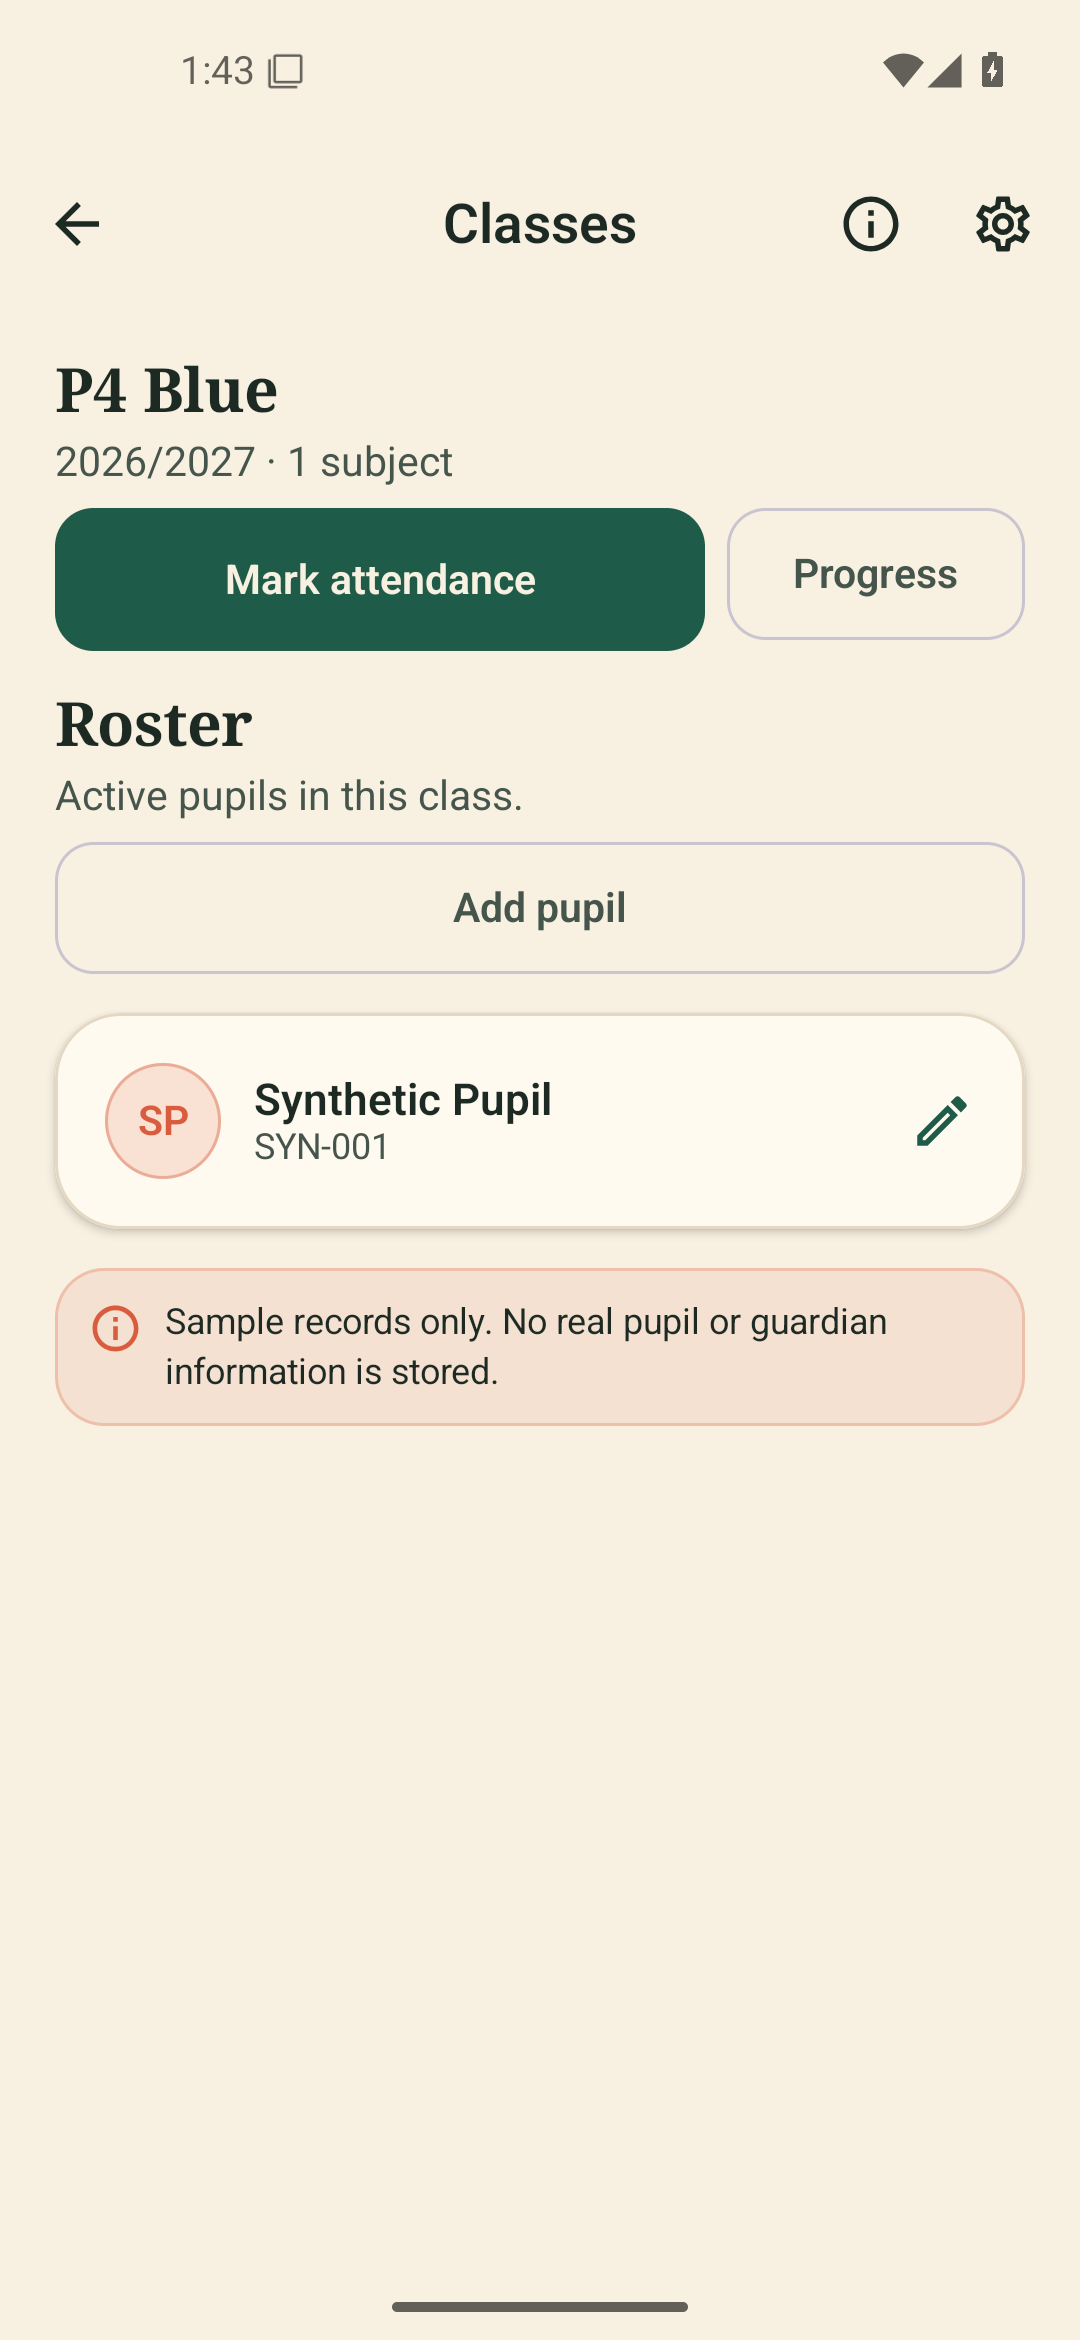 1:43
Classes
P4 Blue
2026/2027 · 1 subject
Mark attendance
Progress
Roster
Active pupils in this class.
Add pupil
SP
Synthetic Pupil
SYN-001
Sample records only. No real pupil or guardian
information is stored.